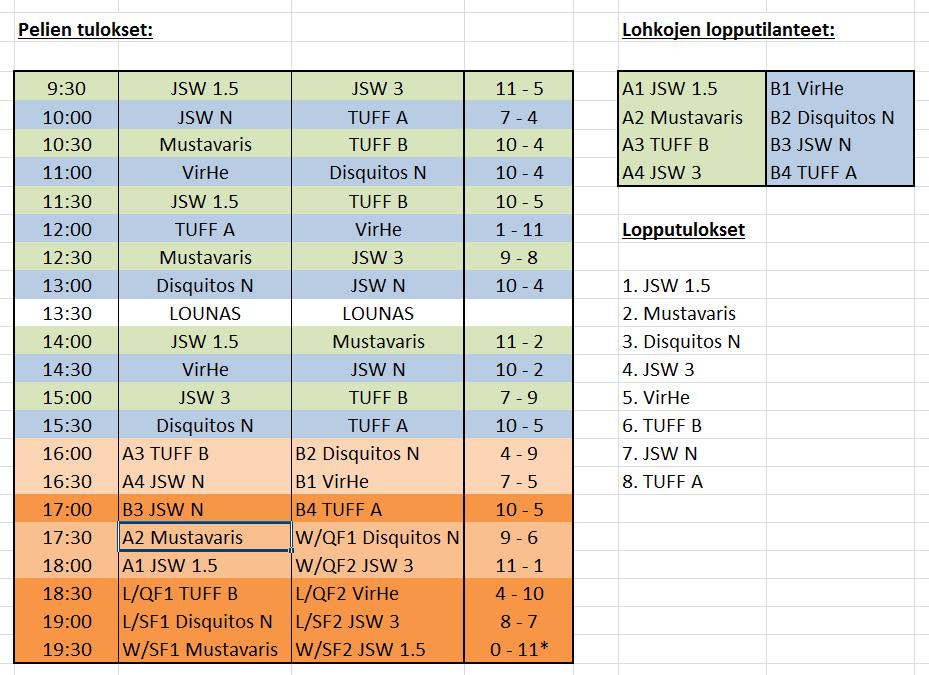 Pelien tulokset:
9:30 JSW 1.5 JSW 3 11 - 5
10:00 JSW N TUFF A 7 - 4
10:30 Mustavaris TUFF B 10 - 4
11:00 VirHe Disquitos N 10 - 4
11:30 JSW 1.5 TUFF B 10 - 5
12:00 TUFF A VirHe 1 - 11
12:30 Mustavaris JSW 3 9 - 8
13:00 Disquitos N JSW N 10 - 4
13:30 LOUNAS LOUNAS
14:00 JSW 1.5 Mustavaris 11 - 2
14:30 VirHe JSW N 10 - 2
15:00 JSW 3 TUFF B 7 - 9
15:30 Disquitos N TUFF A 10 - 5
16:00 A3 TUFF B B2 Disquitos N 4 - 9
16:30 A4 JSW N B1 VirHe 7 - 5
17:00 B3 JSW N B4 TUFF A 10 - 5
17:30 A2 Mustavaris W/QF1 Disquitos N 9 - 6
18:00 A1 JSW 1.5 W/QF2 JSW 3 11 - 1
18:30 L/QF1 TUFF B L/QF2 VirHe 4 - 10
19:00 L/SF1 Disquitos N L/SF2 JSW 3 8 - 7
19:30 W/SF1 Mustavaris W/SF2 JSW 1.5 0 - 11*
Lohkojen lopputilanteet:
A1 JSW 1.5 B1 VirHe
A2 Mustavaris B2 Disquitos N
A3 TUFF B B3 JSW N
A4 JSW 3 B4 TUFF A
Lopputulokset
1. JSW 1.5
2. Mustavaris
3. Disquitos N
4. JSW 3
5. VirHe
6. TUFF B
7. JSW N
8. TUFF A